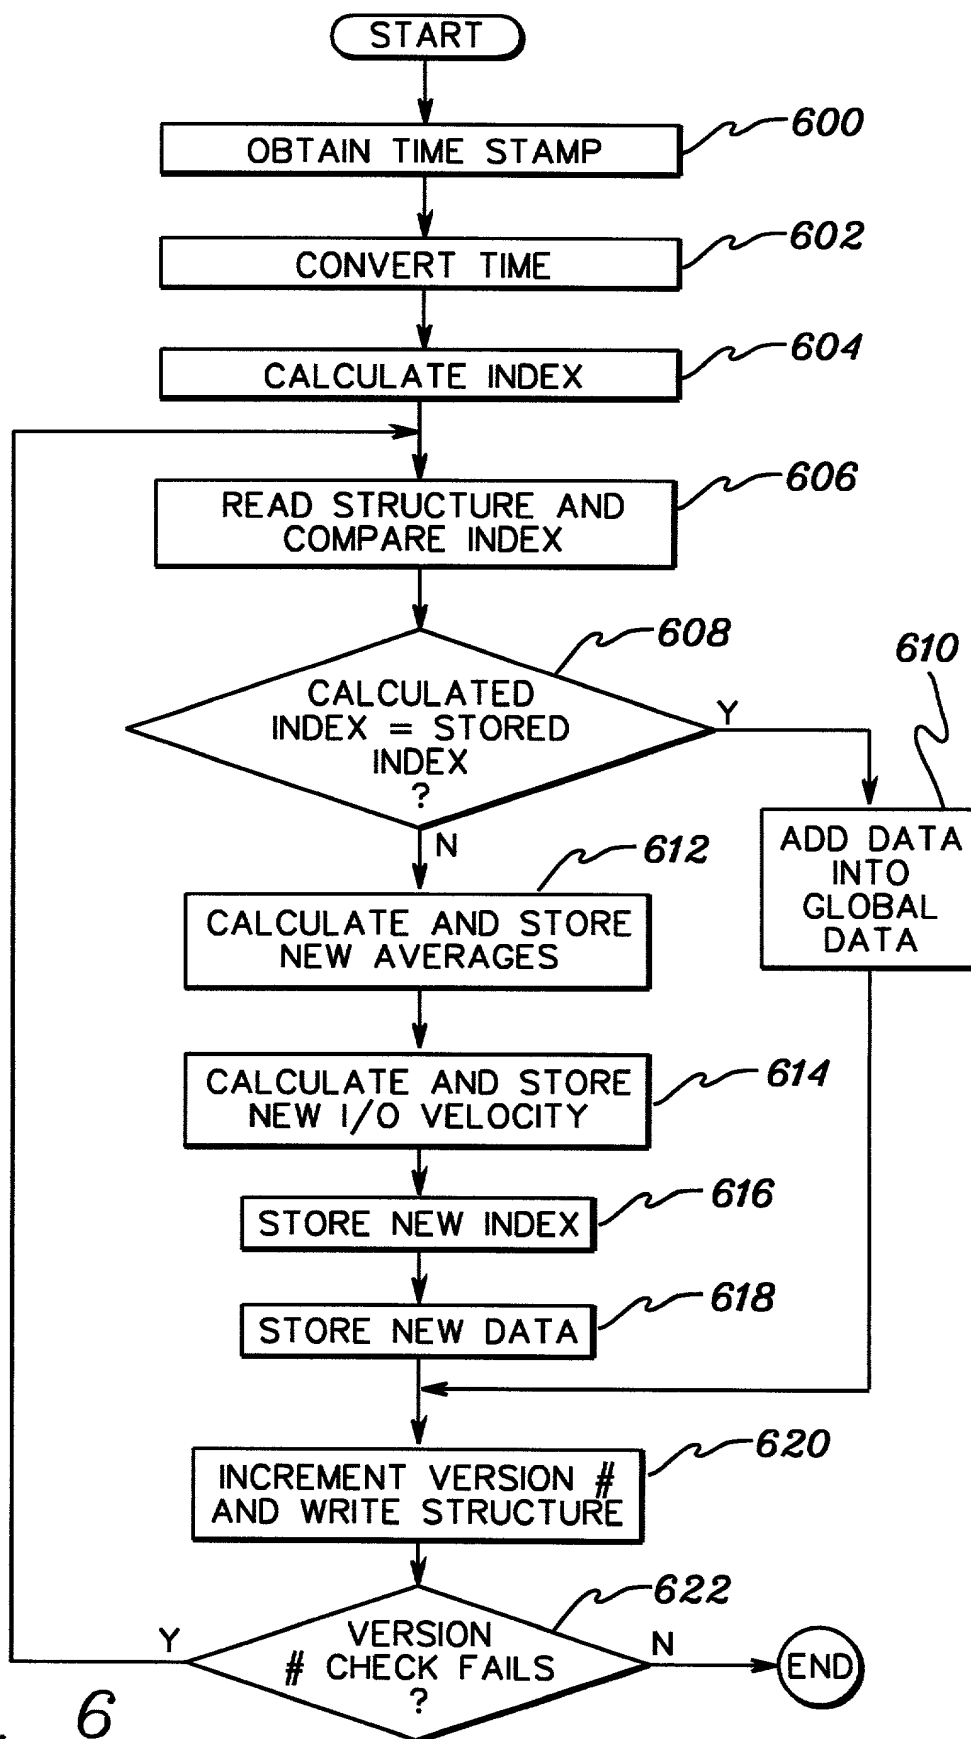 START
600
OBTAIN TIME STAMP
602
CONVERT TIME
604
CALCULATE INDEX
606
READ STRUCTURE AND
COMPARE INDEX
608
610
CALCULATED
INDEX = STORED
INDEX
?
Y
N
ADD DATA
INTO
GLOBAL
DATA
612
CALCULATE AND STORE
NEW AVERAGES
614
CALCULATE AND STORE
NEW I/O VELOCITY
616
STORE NEW INDEX
618
STORE NEW DATA
620
INCREMENT VERSION #
AND WRITE STRUCTURE
622
VERSION
# CHECK FAILS
?
Y
N
END
. 6